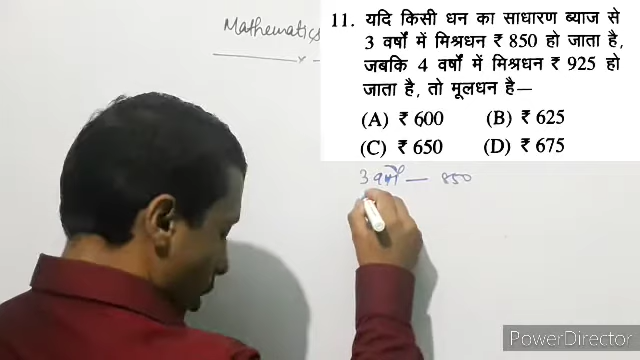 Mathematics
11. यदि किसी धन का साधारण ब्याज से
3 वर्षों में मिश्रधन ₹ 850 हो जाता है,
जबकि 4 वर्षों में मिश्रधन ₹ 925 हो
जाता है, तो मूलधन है—
(A) ₹ 600 (B) ₹ 625
(C) ₹ 650 (D) ₹ 675
3 वर्षों — 850
PowerDirector